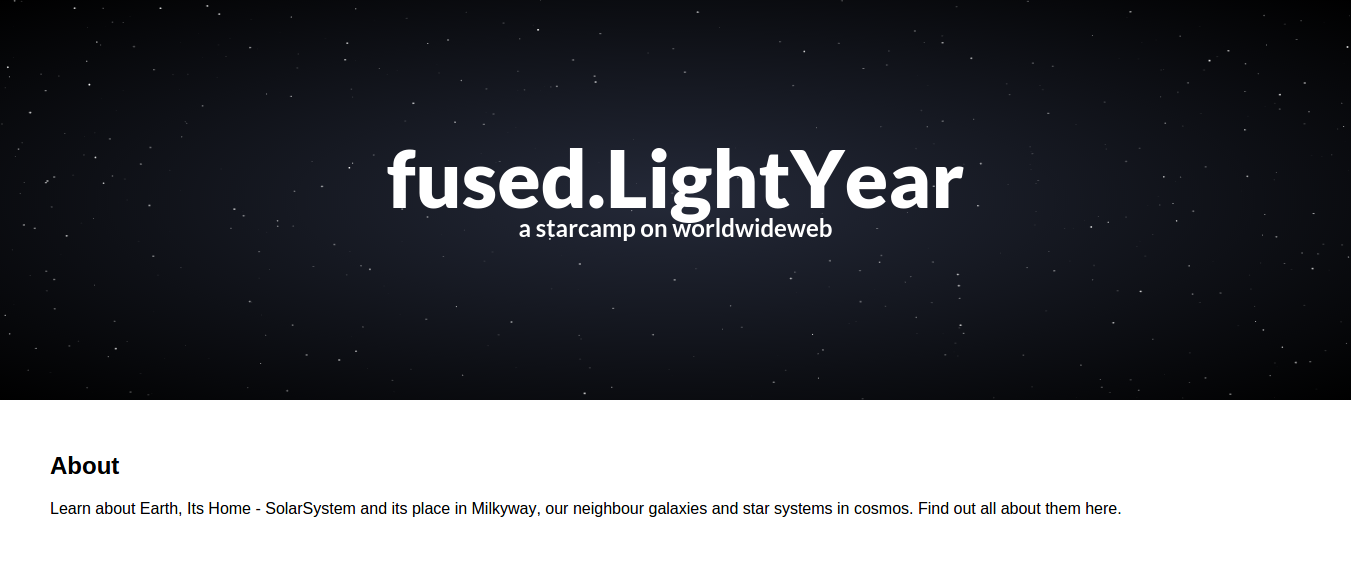 fused.LightYear
a starcamp on worldwideweb
About
Learn about Earth, Its Home - SolarSystem and its place in Milkyway, our neighbour galaxies and star systems in cosmos. Find out all about them here.